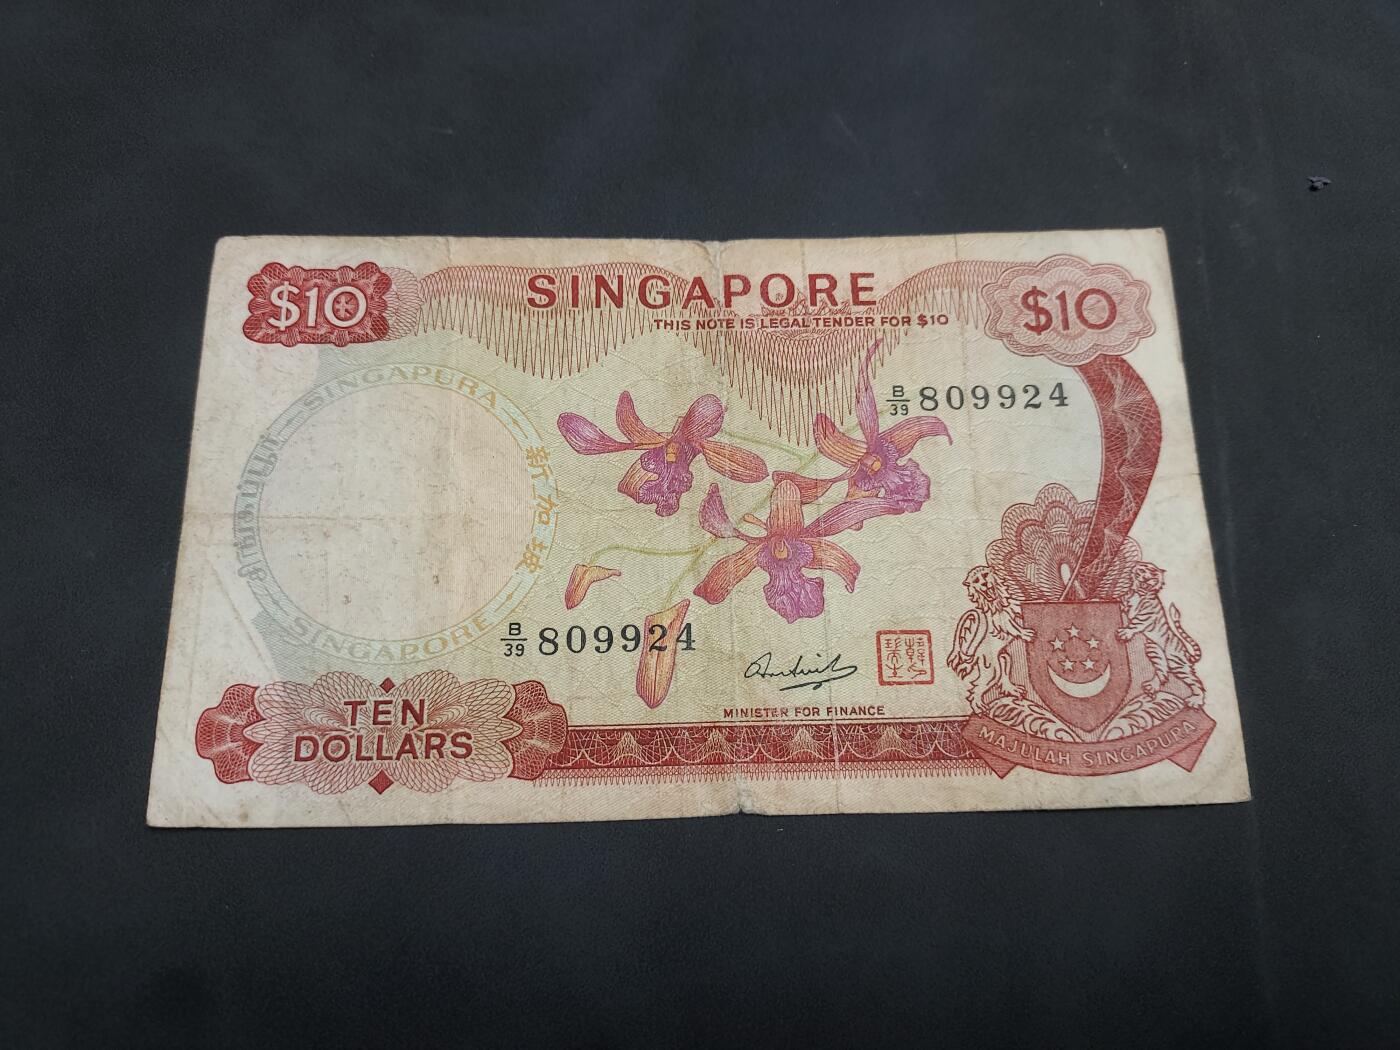 $10
SINGAPORE
THIS NOTE IS LEGAL TENDER FOR $10
$10
B/39 809924
SINGAPURA
新加坡
SINGAPORE
சிங்கப்பூர்
B/39 809924
MINISTER FOR FINANCE
TEN
DOLLARS
MAJULAH SINGAPURA